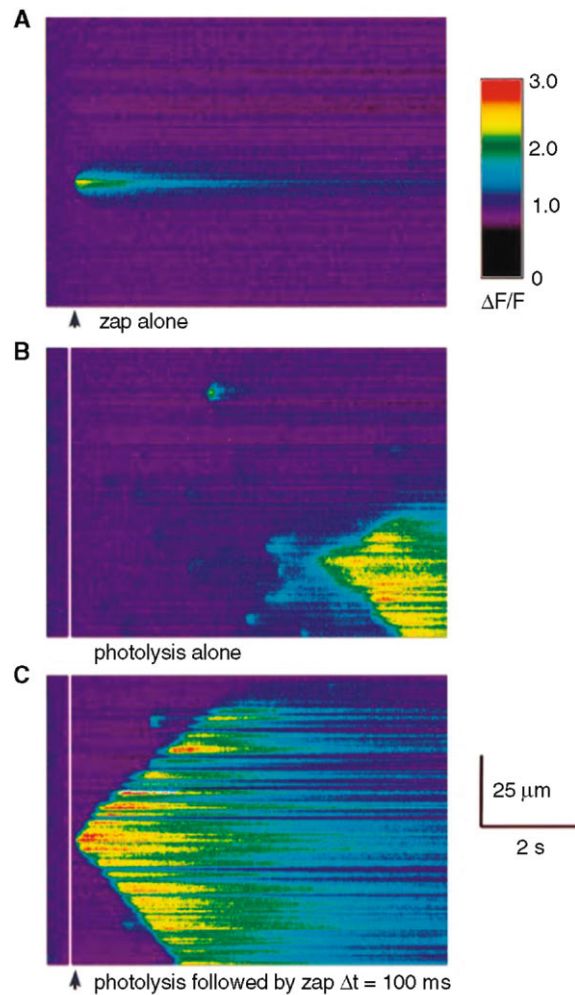 A
3.0
2.0
1.0
0
ΔF/F
zap alone
B
photolysis alone
C
25 μm
2 s
photolysis followed by zap Δt = 100 ms